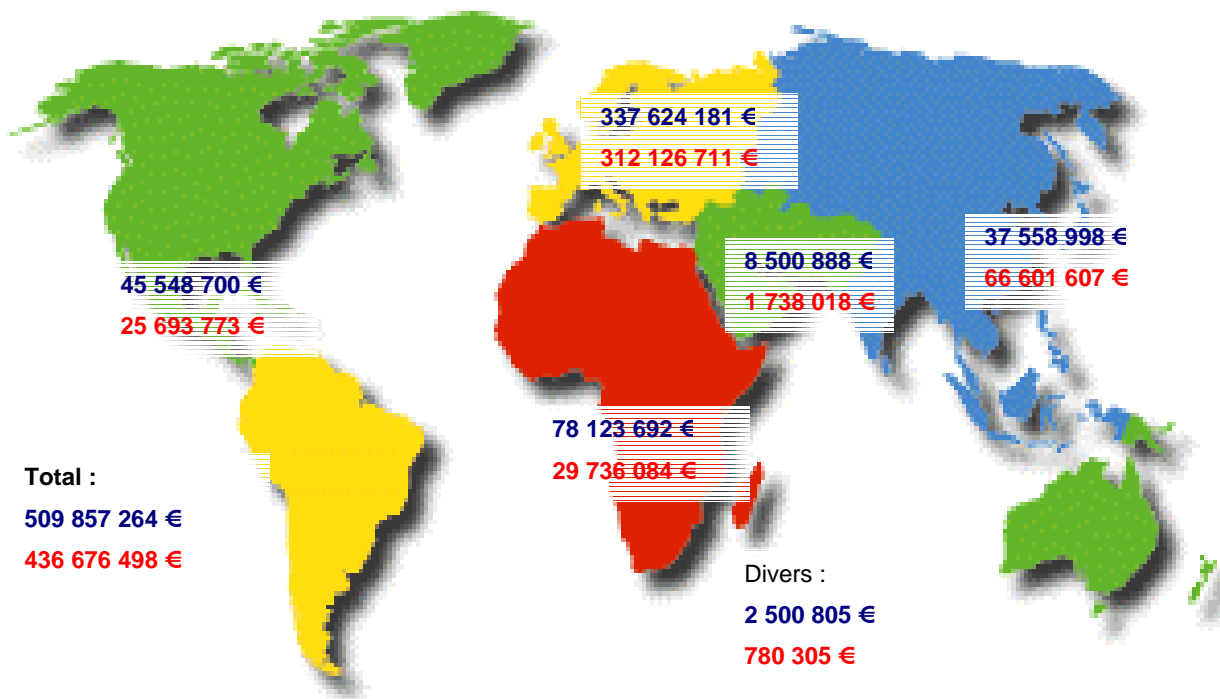 337 624 181 €
312 126 711 €
37 558 998 €
66 601 607 €
8 500 888 €
1 738 018 €
45 548 700 €
25 693 773 €
78 123 692 €
29 736 084 €
Total :
509 857 264 €
436 676 498 €
Divers :
2 500 805 €
780 305 €